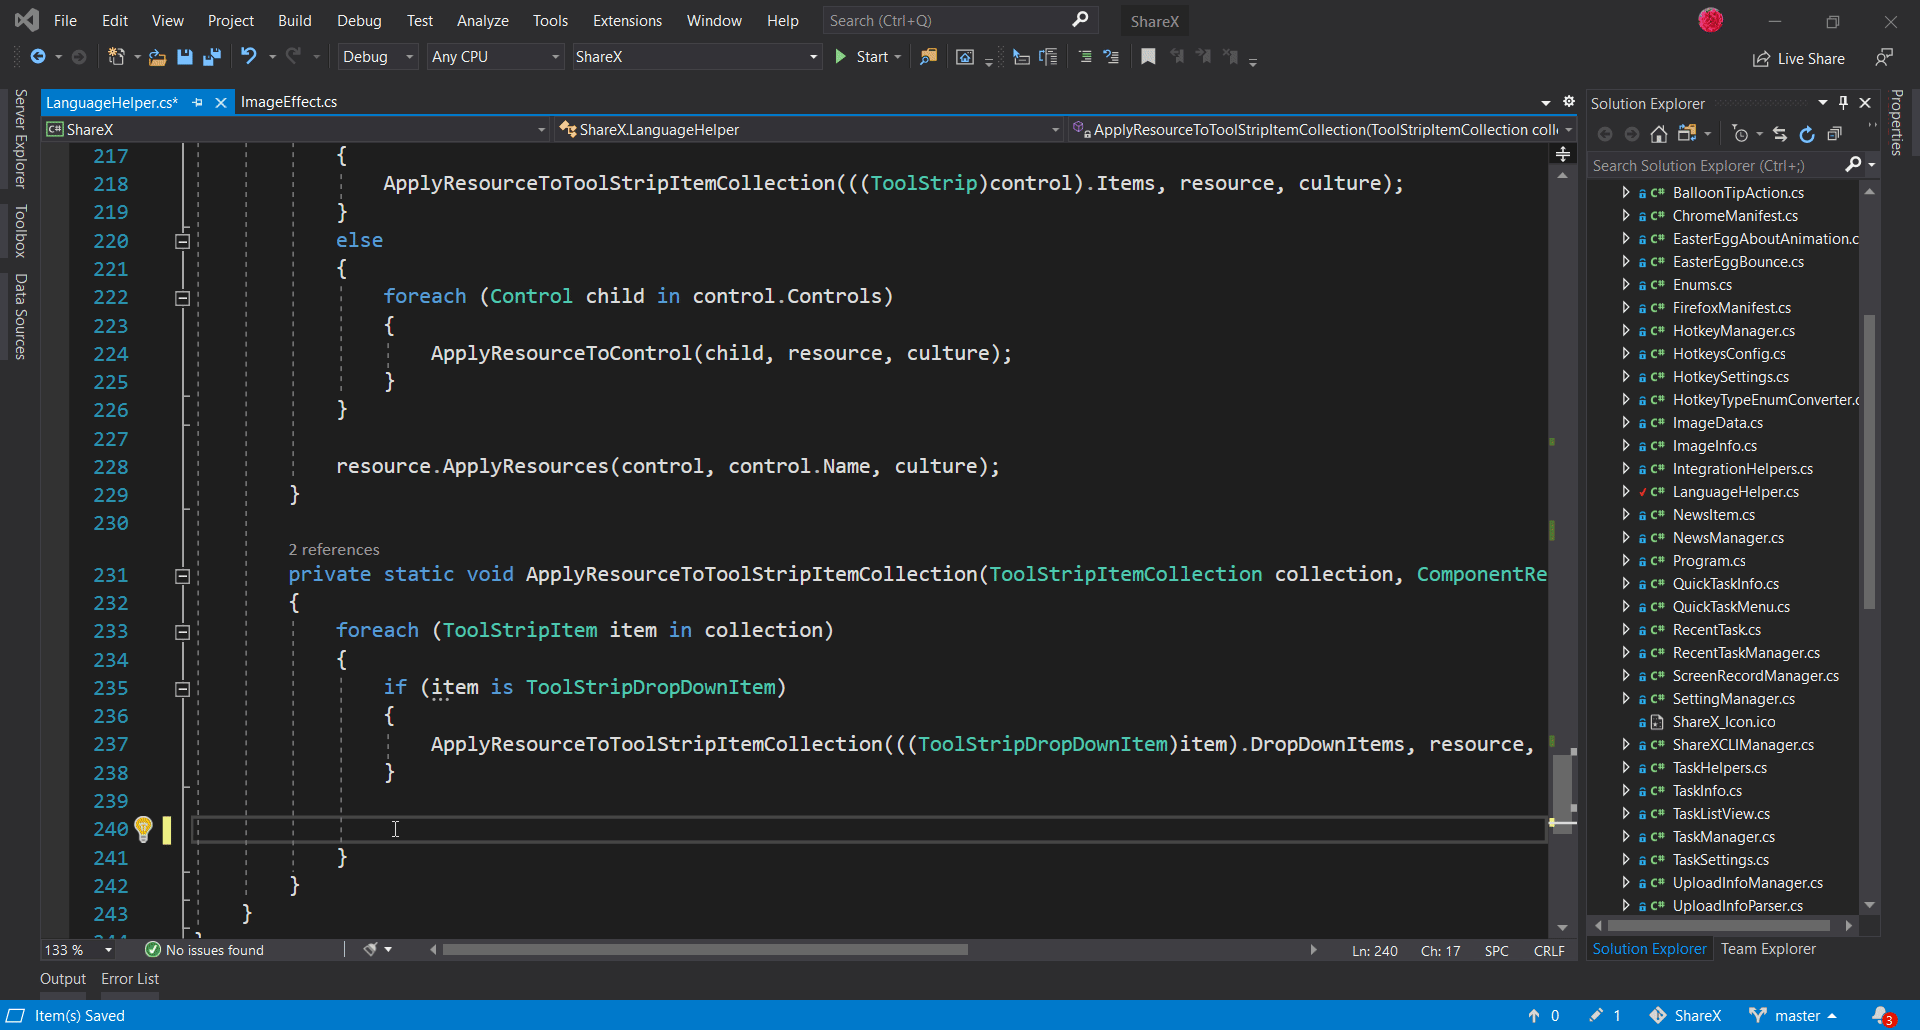 File Edit View Project Build Debug Test Analyze Tools Extensions Window Help Search (Ctrl+Q) ShareX
Debug Any CPU ShareX Start Live Share
Server Explorer
Toolbox
Data Sources
LanguageHelper.cs* ImageEffect.cs
C# ShareX ShareX.LanguageHelper ApplyResourceToToolStripItemCollection(ToolStripItemCollection coll
217 {
218 ApplyResourceToToolStripItemCollection(((ToolStrip)control).Items, resource, culture);
219 }
220 else
221 {
222 foreach (Control child in control.Controls)
223 {
224 ApplyResourceToControl(child, resource, culture);
225 }
226 }
227
228 resource.ApplyResources(control, control.Name, culture);
229 }
230
2 references
231 private static void ApplyResourceToToolStripItemCollection(ToolStripItemCollection collection, ComponentRe
232 {
233 foreach (ToolStripItem item in collection)
234 {
235 if (item is ToolStripDropDownItem)
236 {
237 ApplyResourceToToolStripItemCollection(((ToolStripDropDownItem)item).DropDownItems, resource,
238 }
239
240
241 }
242 }
243 }
133 % No issues found Ln: 240 Ch: 17 SPC CRLF
Solution Explorer
Search Solution Explorer (Ctrl+;)
C# BalloonTipAction.cs
C# ChromeManifest.cs
C# EasterEggAboutAnimation.c
C# EasterEggBounce.cs
C# Enums.cs
C# FirefoxManifest.cs
C# HotkeyManager.cs
C# HotkeysConfig.cs
C# HotkeySettings.cs
C# HotkeyTypeEnumConverter.c
C# ImageData.cs
C# ImageInfo.cs
C# IntegrationHelpers.cs
C# LanguageHelper.cs
C# NewsItem.cs
C# NewsManager.cs
C# Program.cs
C# QuickTaskInfo.cs
C# QuickTaskMenu.cs
C# RecentTask.cs
C# RecentTaskManager.cs
C# ScreenRecordManager.cs
C# SettingManager.cs
ShareX_Icon.ico
C# ShareXCLIManager.cs
C# TaskHelpers.cs
C# TaskInfo.cs
C# TaskListView.cs
C# TaskManager.cs
C# TaskSettings.cs
C# UploadInfoManager.cs
C# UploadInfoParser.cs
Solution Explorer Team Explorer
Properties
Output Error List
Item(s) Saved 0 1 ShareX master 3